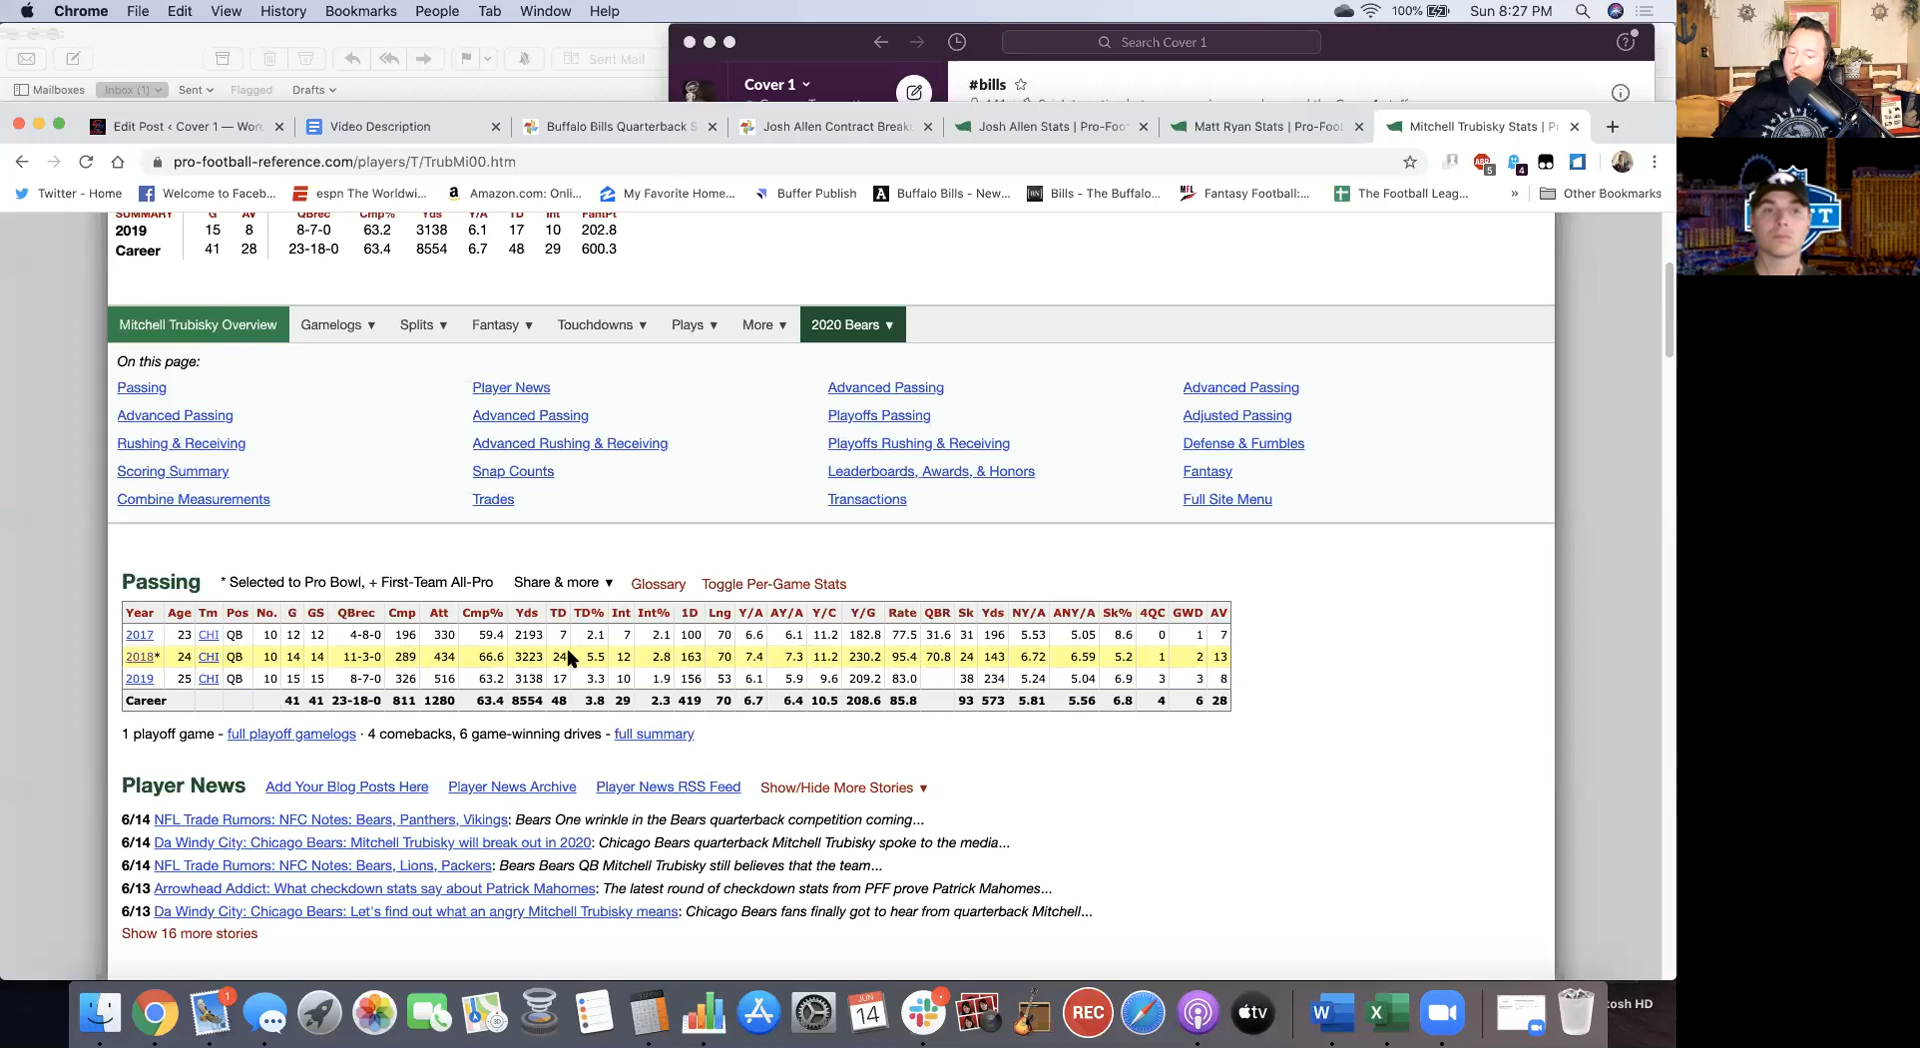 Chrome File Edit View History Bookmarks People Tab Window Help 100% Sun 8:27 PM
Search Cover 1
Sent Mail
Mailboxes Inbox (1) Sent Flagged Drafts
Cover 1
#bills
Edit Post ‹ Cover 1 — Wor
Video Description
Buffalo Bills Quarterback S
Josh Allen Contract Break
Josh Allen Stats | Pro-Foo
Matt Ryan Stats | Pro-Foo
Mitchell Trubisky Stats | P
pro-football-reference.com/players/T/TrubMi00.htm
Twitter - Home
Welcome to Faceb...
espn The Worldwi...
Amazon.com: Onli...
My Favorite Home...
Buffer Publish
Buffalo Bills - New...
Bills - The Buffalo...
Fantasy Football:...
The Football Leag...
»
Other Bookmarks
SUMMARY G AV QBrec Cmp% Yds Y/A TD Int FantPt
2019 15 8 8-7-0 63.2 3138 6.1 17 10 202.8
Career 41 28 23-18-0 63.4 8554 6.7 48 29 600.3
Mitchell Trubisky Overview Gamelogs ▼ Splits ▼ Fantasy ▼ Touchdowns ▼ Plays ▼ More ▼ 2020 Bears ▼
On this page:
Passing Player News Advanced Passing Advanced Passing
Advanced Passing Advanced Passing Playoffs Passing Adjusted Passing
Rushing & Receiving Advanced Rushing & Receiving Playoffs Rushing & Receiving Defense & Fumbles
Scoring Summary Snap Counts Leaderboards, Awards, & Honors Fantasy
Combine Measurements Trades Transactions Full Site Menu
Passing * Selected to Pro Bowl, + First-Team All-Pro Share & more ▼ Glossary Toggle Per-Game Stats
Year Age Tm Pos No. G GS QBrec Cmp Att Cmp% Yds TD TD% Int Int% 1D Lng Y/A AY/A Y/C Y/G Rate QBR Sk Yds NY/A ANY/A Sk% 4QC GWD AV
2017 23 CHI QB 10 12 12 4-8-0 196 330 59.4 2193 7 2.1 7 2.1 100 70 6.6 6.1 11.2 182.8 77.5 31.6 31 196 5.53 5.05 8.6 0 1 7
2018* 24 CHI QB 10 14 14 11-3-0 289 434 66.6 3223 24 5.5 12 2.8 163 70 7.4 7.3 11.2 230.2 95.4 70.8 24 143 6.72 6.59 5.2 1 2 13
2019 25 CHI QB 10 15 15 8-7-0 326 516 63.2 3138 17 3.3 10 1.9 156 53 6.1 5.9 9.6 209.2 83.0 38 234 5.24 5.04 6.9 3 3 8
Career 41 41 23-18-0 811 1280 63.4 8554 48 3.8 29 2.3 419 70 6.7 6.4 10.5 208.6 85.8 93 573 5.81 5.56 6.8 4 6 28
1 playoff game - full playoff gamelogs · 4 comebacks, 6 game-winning drives - full summary
Player News Add Your Blog Posts Here Player News Archive Player News RSS Feed Show/Hide More Stories ▼
6/14 NFL Trade Rumors: NFC Notes: Bears, Panthers, Vikings: Bears One wrinkle in the Bears quarterback competition coming...
6/14 Da Windy City: Chicago Bears: Mitchell Trubisky will break out in 2020: Chicago Bears quarterback Mitchell Trubisky spoke to the media...
6/14 NFL Trade Rumors: NFC Notes: Bears, Lions, Packers: Bears Bears QB Mitchell Trubisky still believes that the team...
6/13 Arrowhead Addict: What checkdown stats say about Patrick Mahomes: The latest round of checkdown stats from PFF prove Patrick Mahomes...
6/13 Da Windy City: Chicago Bears: Let's find out what an angry Mitchell Trubisky means: Chicago Bears fans finally got to hear from quarterback Mitchell...
Show 16 more stories
JUN
14
REC
tv
W
X
tosh HD